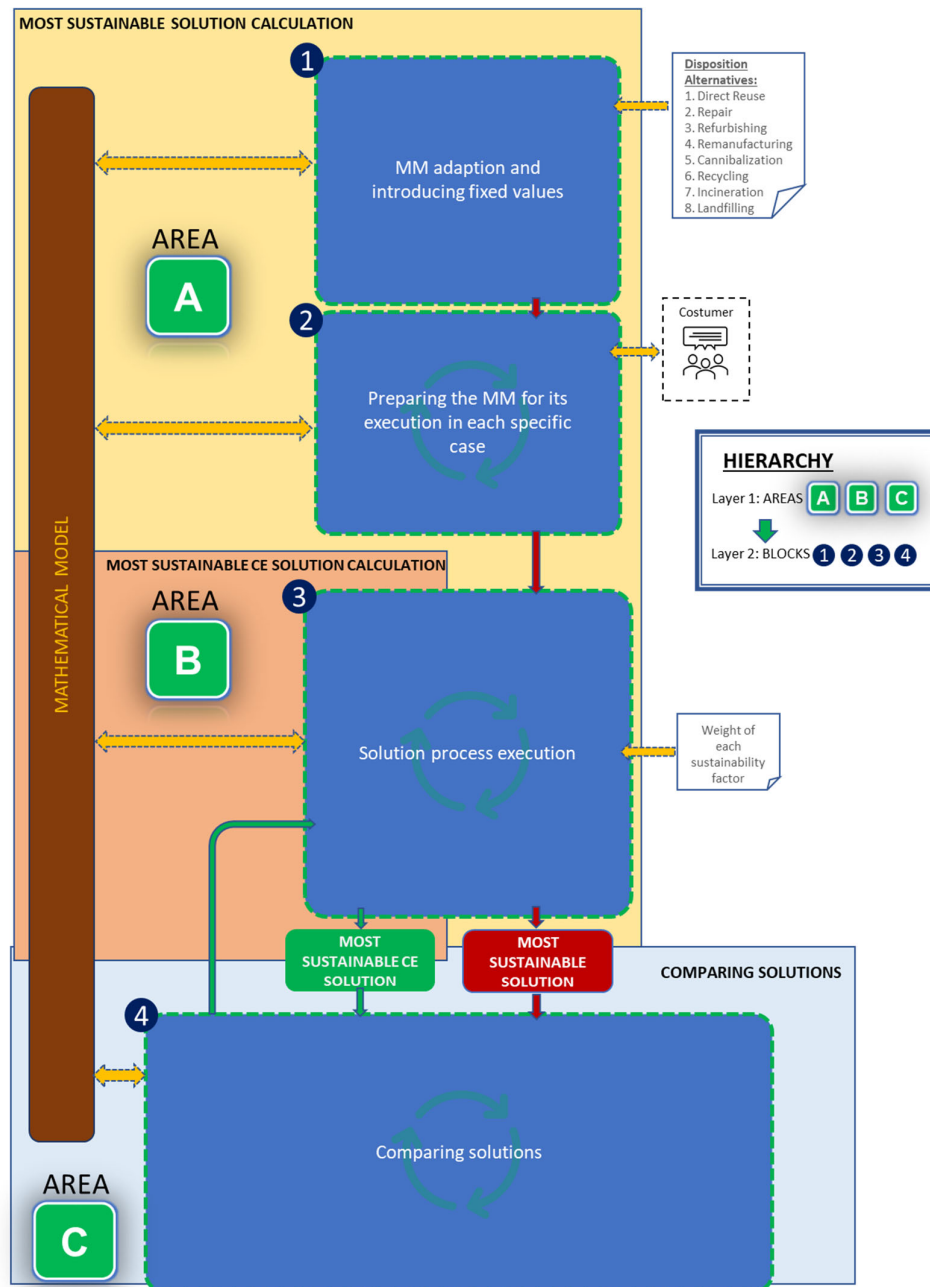 MOST SUSTAINABLE SOLUTION CALCULATION
1
Disposition
Alternatives:
1. Direct Reuse
2. Repair
3. Refurbishing
4. Remanufacturing
5. Cannibalization
6. Recycling
7. Incineration
8. Landfilling
MM adaption and
introducing fixed values
AREA
A
2
Costumer
Preparing the MM for its
execution in each specific
case
HIERARCHY
Layer 1: AREAS A B C
Layer 2: BLOCKS 1 2 3 4
MATHEMATICAL MODEL
MOST SUSTAINABLE CE SOLUTION CALCULATION
AREA
B
3
Solution process execution
Weight of
each
sustainability
factor
MOST
SUSTAINABLE CE
SOLUTION
MOST
SUSTAINABLE
SOLUTION
COMPARING SOLUTIONS
4
Comparing solutions
AREA
C